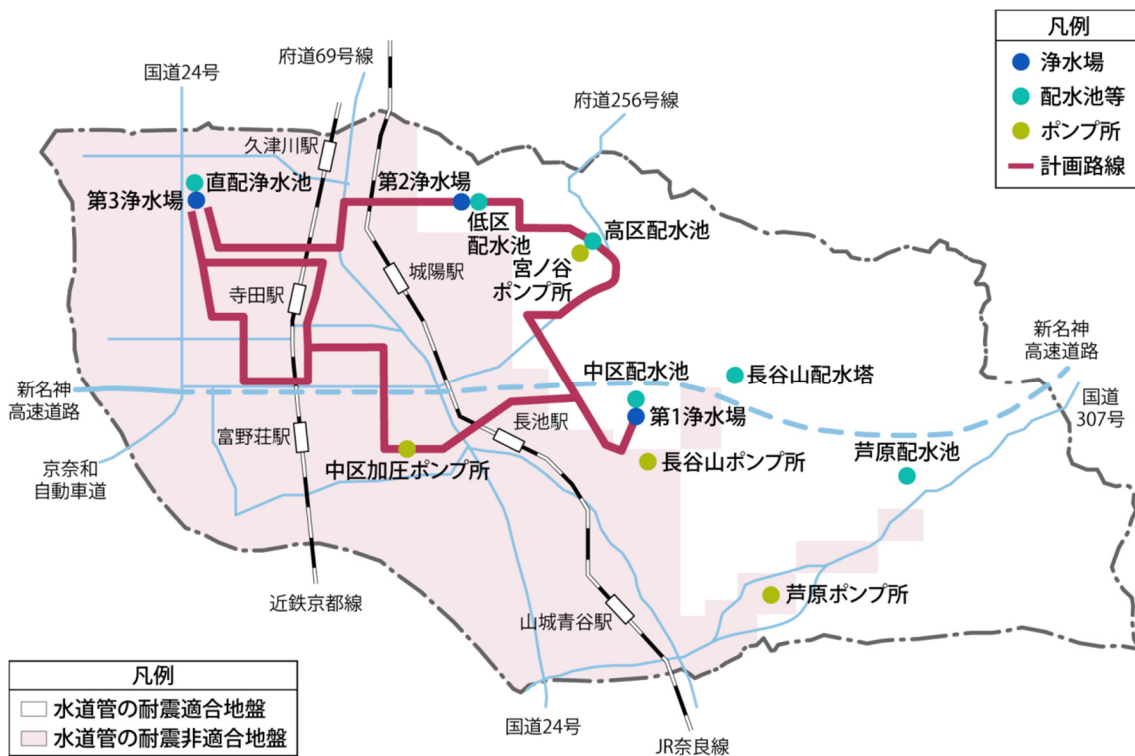 凡例
浄水場
配水池等
ポンプ所
計画路線
国道24号
府道69号線
府道256号線
久津川駅
直配浄水池
第3浄水場
第2浄水場
低区
配水池
高区配水池
宮ノ谷
ポンプ所
城陽駅
寺田駅
新名神
高速道路
国道
307号
中区配水池
長谷山配水塔
新名神
高速道路
第1浄水場
長池駅
富野荘駅
京奈和
自動車道
中区加圧ポンプ所
長谷山ポンプ所
芦原配水池
芦原ポンプ所
近鉄京都線
山城青谷駅
凡例
水道管の耐震適合地盤
水道管の耐震非適合地盤
国道24号
JR奈良線